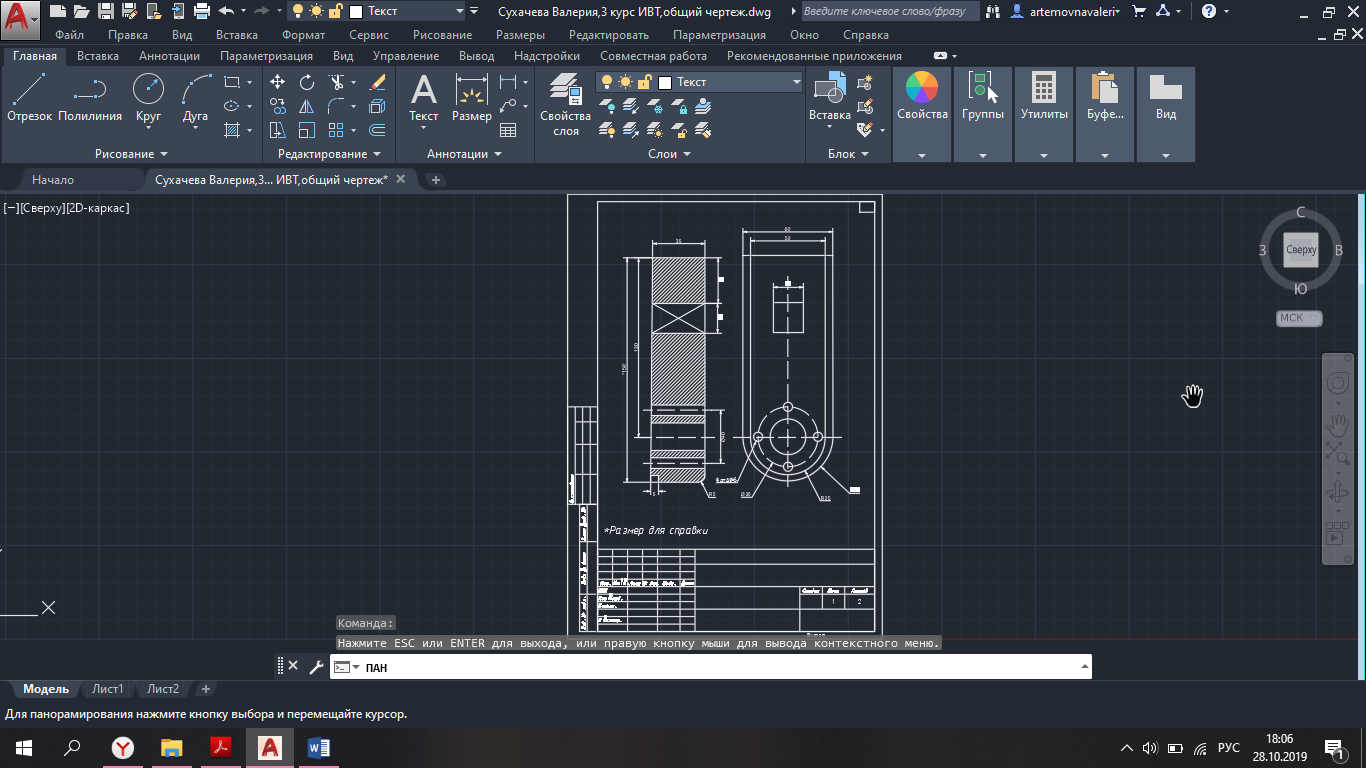 Текст
Сухачева Валерия,3 курс ИВТ,общий чертеж.dwg
Введите ключевое слово/фразу
artemovnavaleri
Файл Правка Вид Вставка Формат Сервис Рисование Размеры Редактировать Параметризация Окно Справка
Главная Вставка Аннотации Параметризация Вид Управление Вывод Надстройки Совместная работа Рекомендованные приложения
Текст
Отрезок Полилиния Круг Дуга Текст Размер Свойства слоя Вставка Свойства Группы Утилиты Буфе... Вид
Рисование Редактирование Аннотации Слои Блок
Начало Сухачева Валерия,3... ИВТ,общий чертеж*
[−][Сверху][2D-каркас]
С
З Сверху В
Ю
МСК
60
35 50
120
*Размер для справки
1 2
Команда:
Нажмите ESC или ENTER для выхода, или правую кнопку мыши для вывода контекстного меню.
ПАН
Модель Лист1 Лист2
Для панорамирования нажмите кнопку выбора и перемещайте курсор.
РУС
18:06
28.10.2019
1